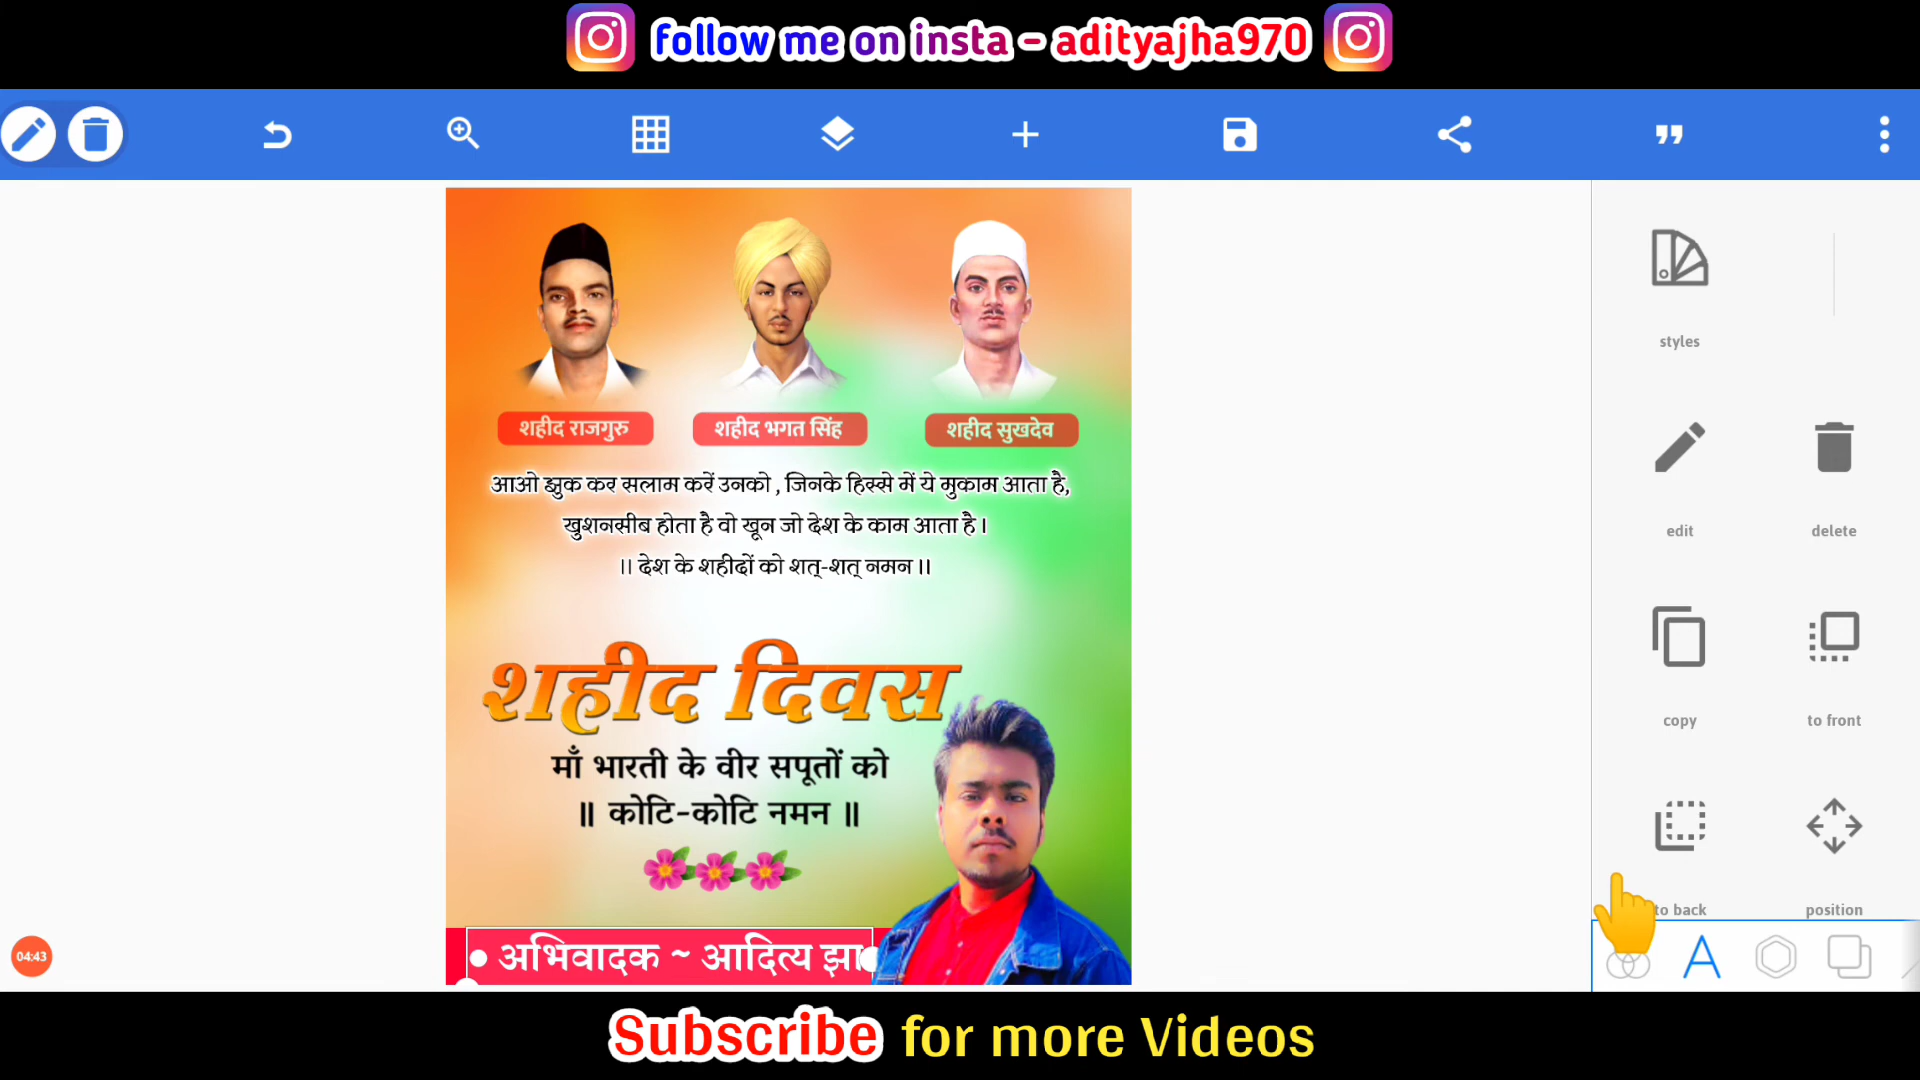 follow me on insta - adityajha970
शहीद राजगुरु
शहीद भगत सिंह
शहीद सुखदेव
आओ झुक कर सलाम करें उनको , जिनके हिस्से में ये मुकाम आता है,
खुशनसीब होता है वो खून जो देश के काम आता है।
।। देश के शहीदों को शत्-शत् नमन ।।
शहीद दिवस
माँ भारती के वीर सपूतों को
॥ कोटि-कोटि नमन ॥
अभिवादक ~ आदित्य झा
styles
edit
delete
copy
to front
to back
position
04:43
Subscribe for more Videos